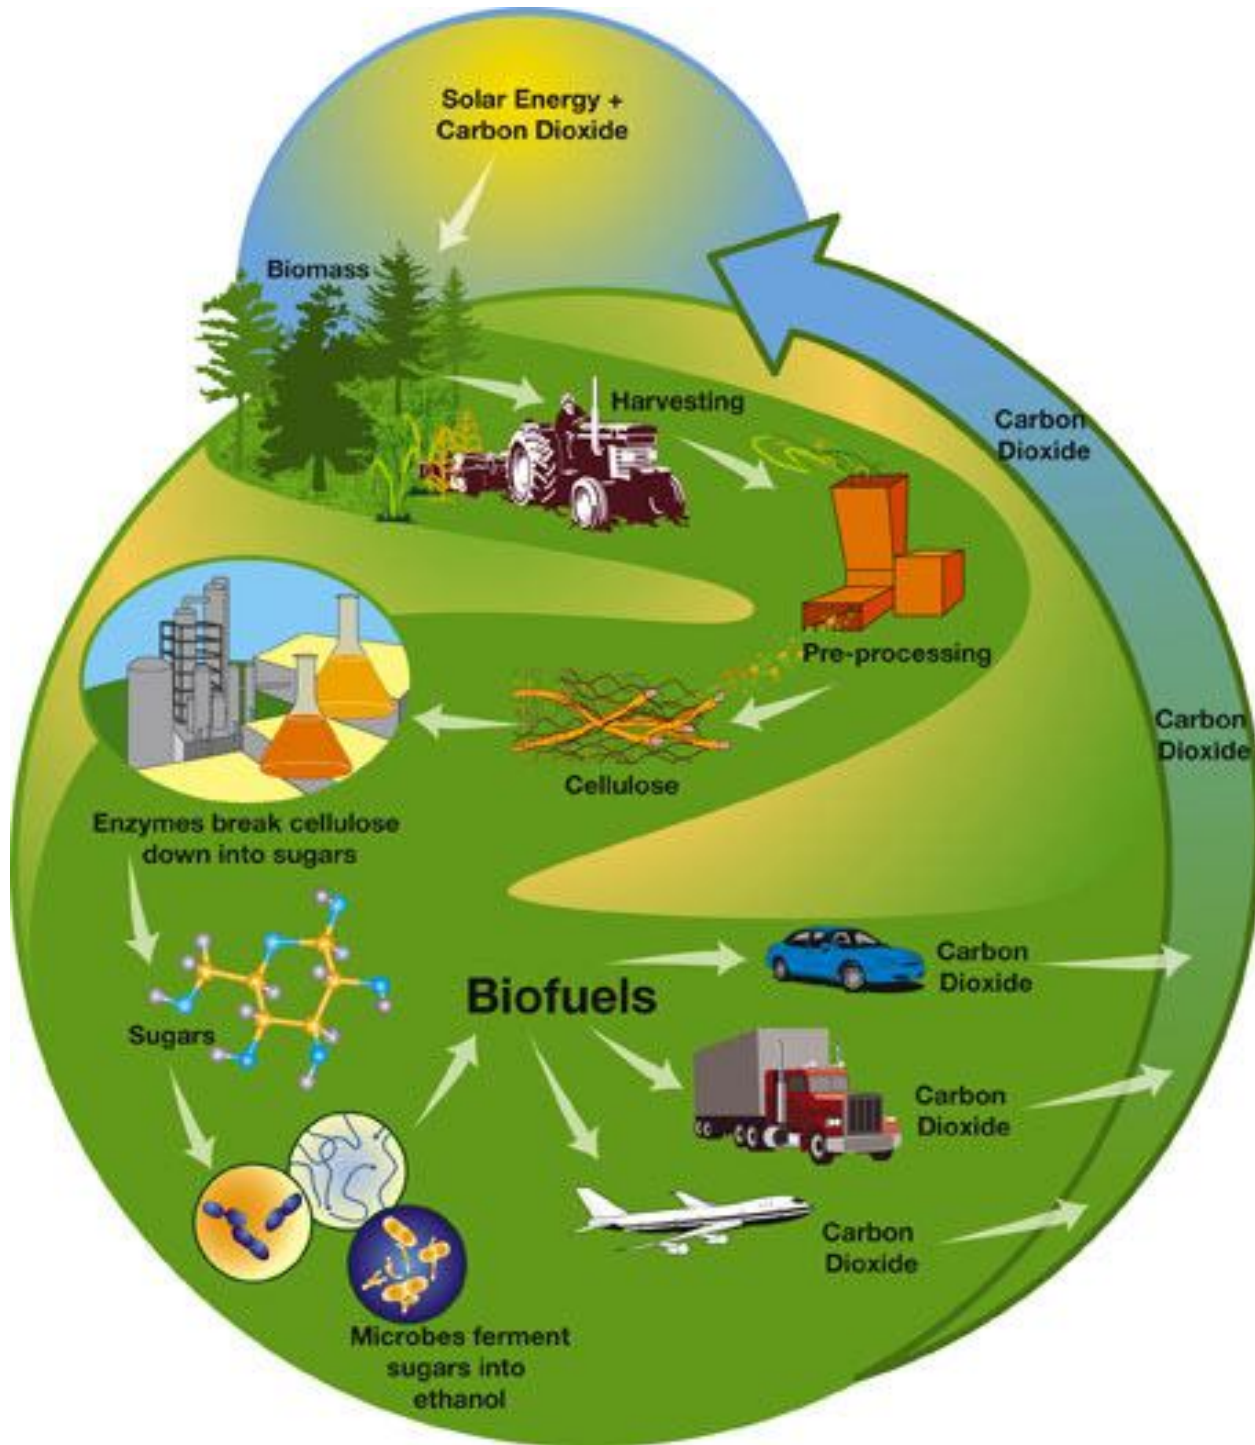 Solar Energy +
Carbon Dioxide
Biomass
Harvesting
Carbon
Dioxide
Pre-processing
Carbon
Dioxide
Cellulose
Enzymes break cellulose
down into sugars
Sugars
Biofuels
Carbon
Dioxide
Carbon
Dioxide
Carbon
Dioxide
Microbes ferment
sugars into
ethanol